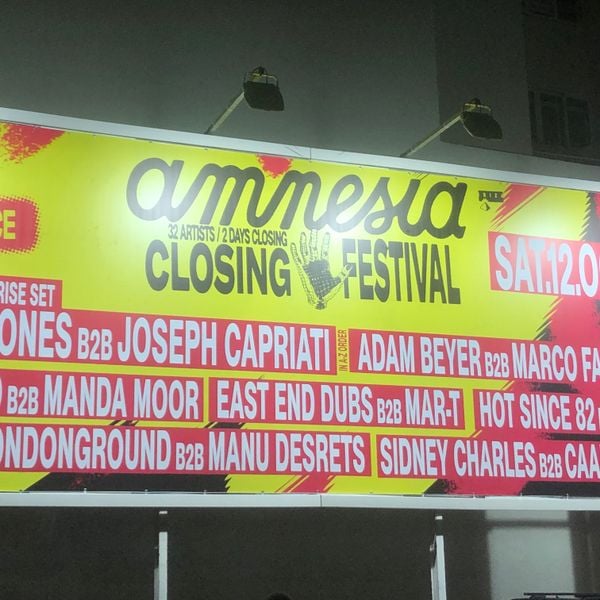 amnesia
32 ARTISTS / 2 DAYS CLOSING
CLOSING FESTIVAL
CE
SAT.12.O
RISE SET
ONES B2B JOSEPH CAPRIATI IN A-Z ORDER ADAM BEYER B2B MARCO FA
B2B MANDA MOOR EAST END DUBS B2B MAR-T HOT SINCE 82
ONDONGROUND B2B MANU DESRETS SIDNEY CHARLES B2B CAA